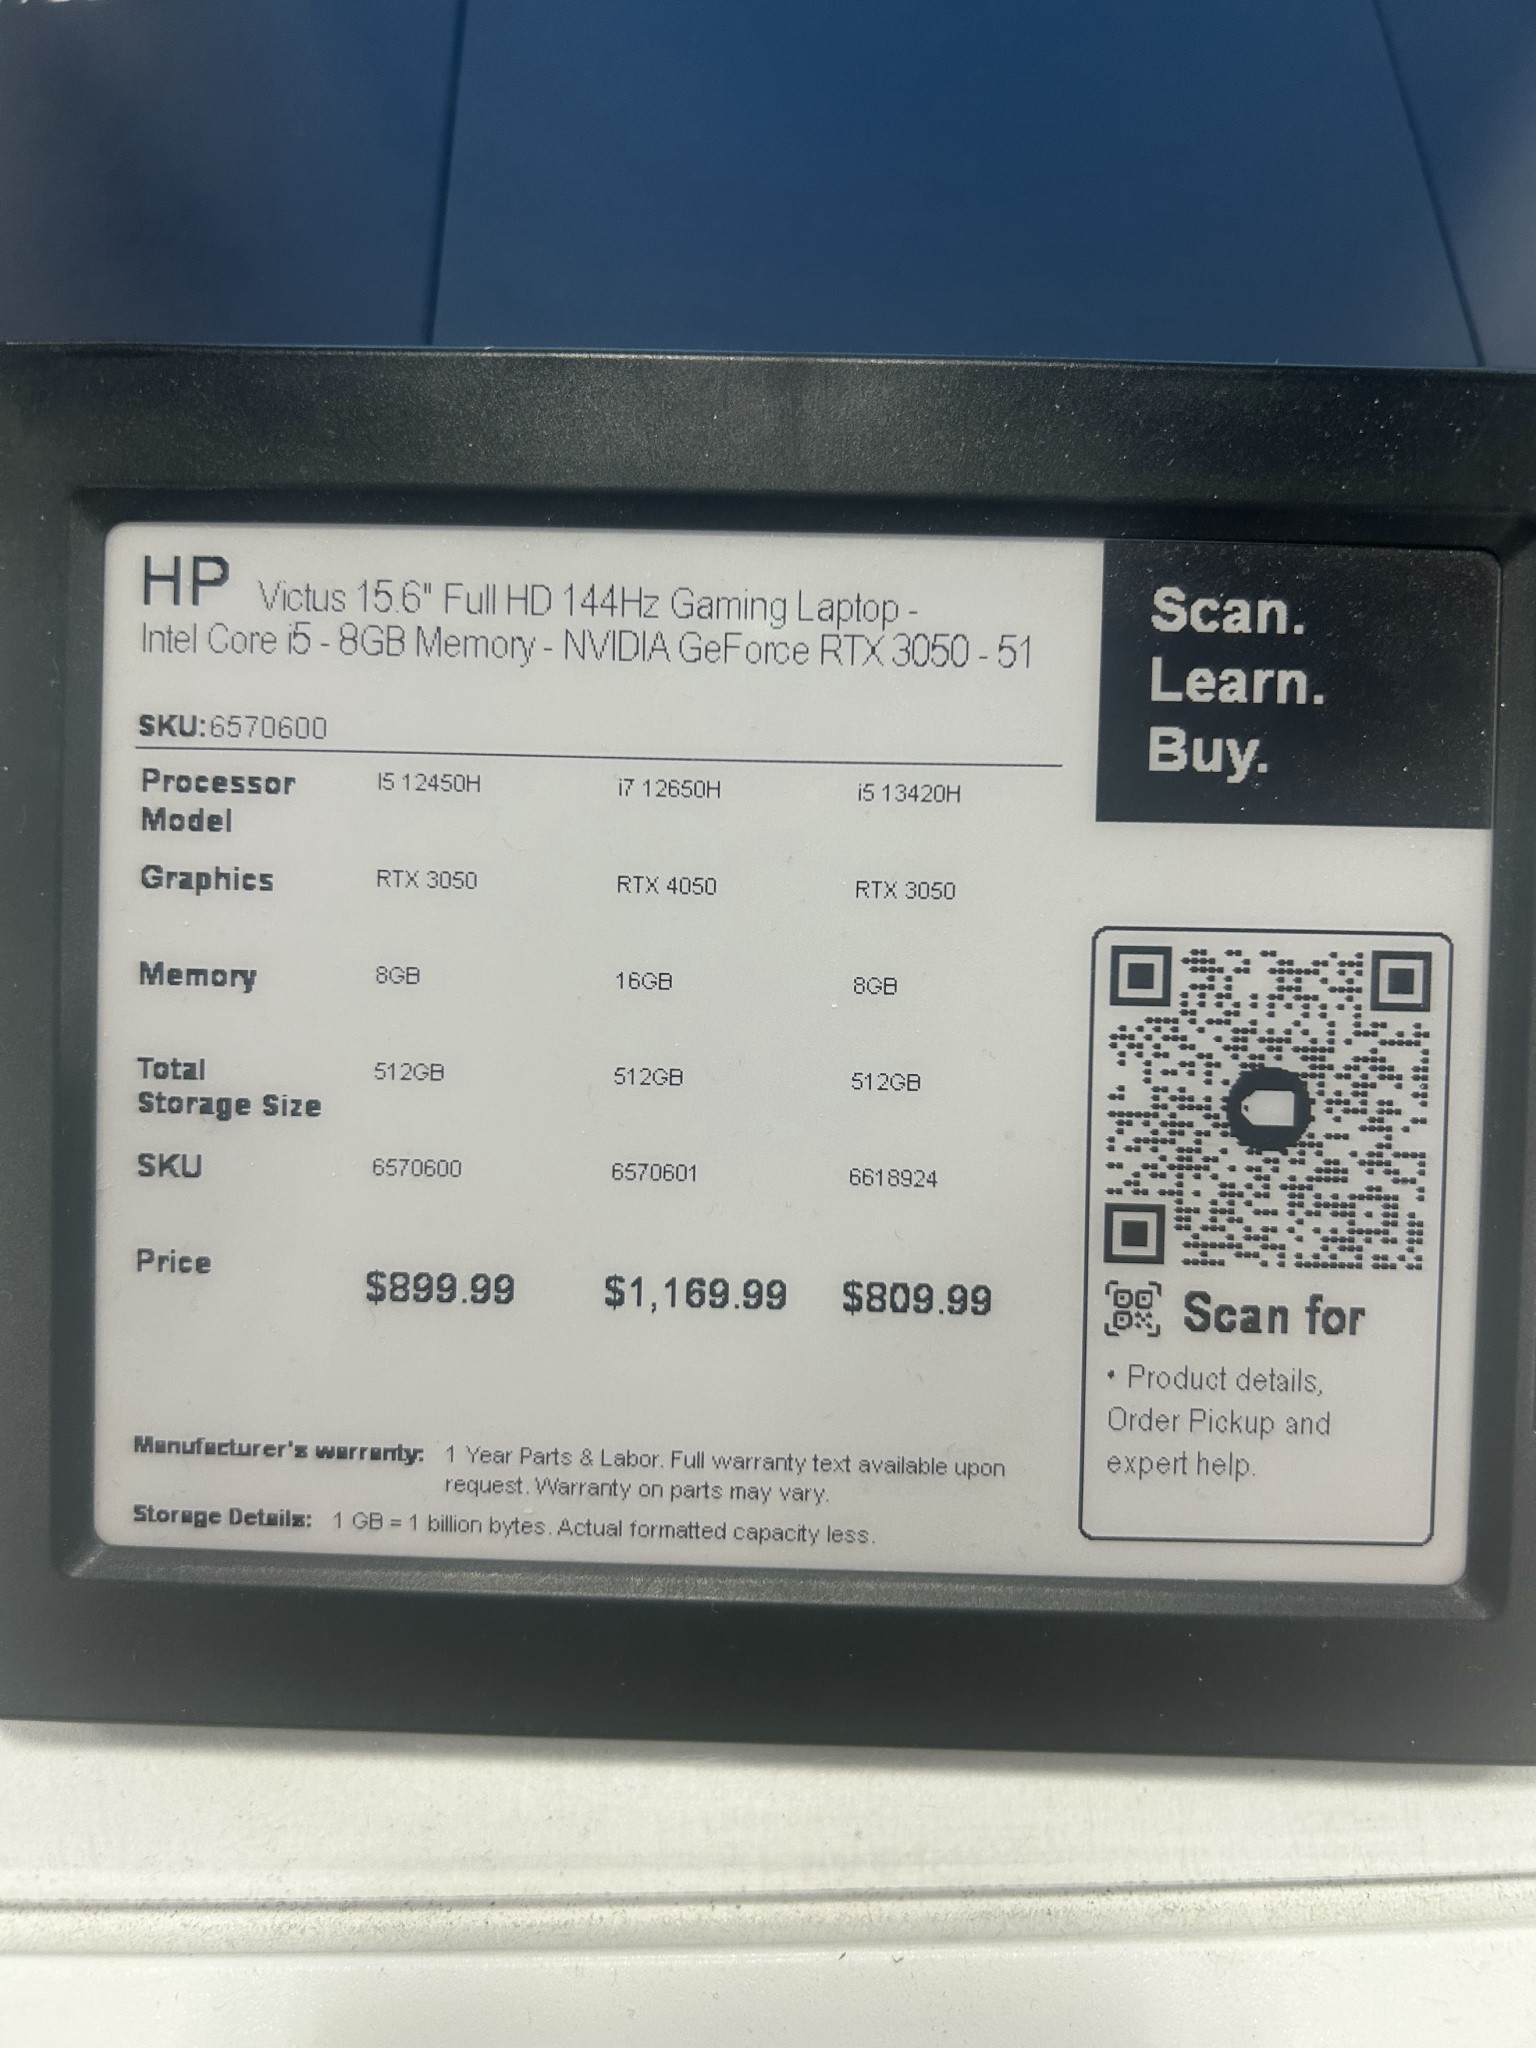 HP Victus 15.6" Full HD 144Hz Gaming Laptop -
Intel Core i5 - 8GB Memory - NVIDIA GeForce RTX 3050 - 51
SKU:6570600
Processor Model I5 12450H i7 12650H i5 13420H
Graphics RTX 3050 RTX 4050 RTX 3050
Memory 8GB 16GB 8GB
Total Storage Size 512GB 512GB 512GB
SKU 6570600 6570601 6618924
Price $899.99 $1,169.99 $809.99
Manufacturer's warranty: 1 Year Parts & Labor. Full warranty text available upon
request. Warranty on parts may vary.
Storage Details: 1 GB = 1 billion bytes. Actual formatted capacity less.
Scan.
Learn.
Buy.
Scan for
• Product details,
Order Pickup and
expert help.